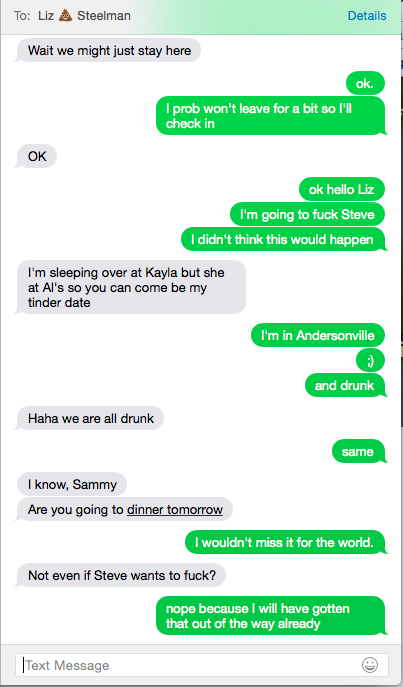 To: Liz 💩 Steelman Details
Wait we might just stay here
ok.
I prob won't leave for a bit so I'll
check in
OK
ok hello Liz
I'm going to fuck Steve
I didn't think this would happen
I'm sleeping over at Kayla but she
at Al's so you can come be my
tinder date
I'm in Andersonville
;)
and drunk
Haha we are all drunk
same
I know, Sammy
Are you going to dinner tomorrow
I wouldn't miss it for the world.
Not even if Steve wants to fuck?
nope because I will have gotten
that out of the way already
Text Message